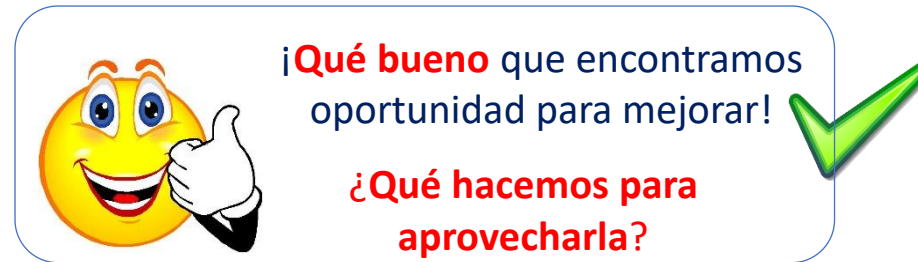 ¡Qué bueno que encontramos
oportunidad para mejorar!
¿Qué hacemos para
aprovecharla?